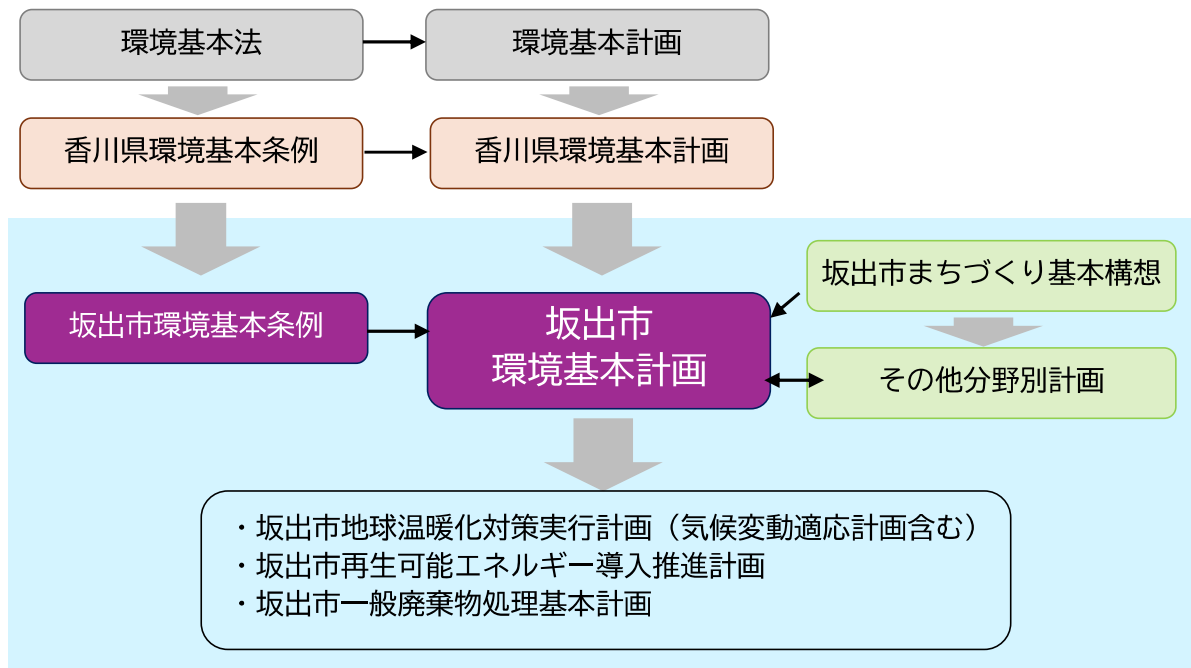 環境基本法
環境基本計画
香川県環境基本条例
香川県環境基本計画
坂出市まちづくり基本構想
坂出市環境基本条例
坂出市
環境基本計画
その他分野別計画
・坂出市地球温暖化対策実行計画（気候変動適応計画含む）
・坂出市再生可能エネルギー導入推進計画
・坂出市一般廃棄物処理基本計画